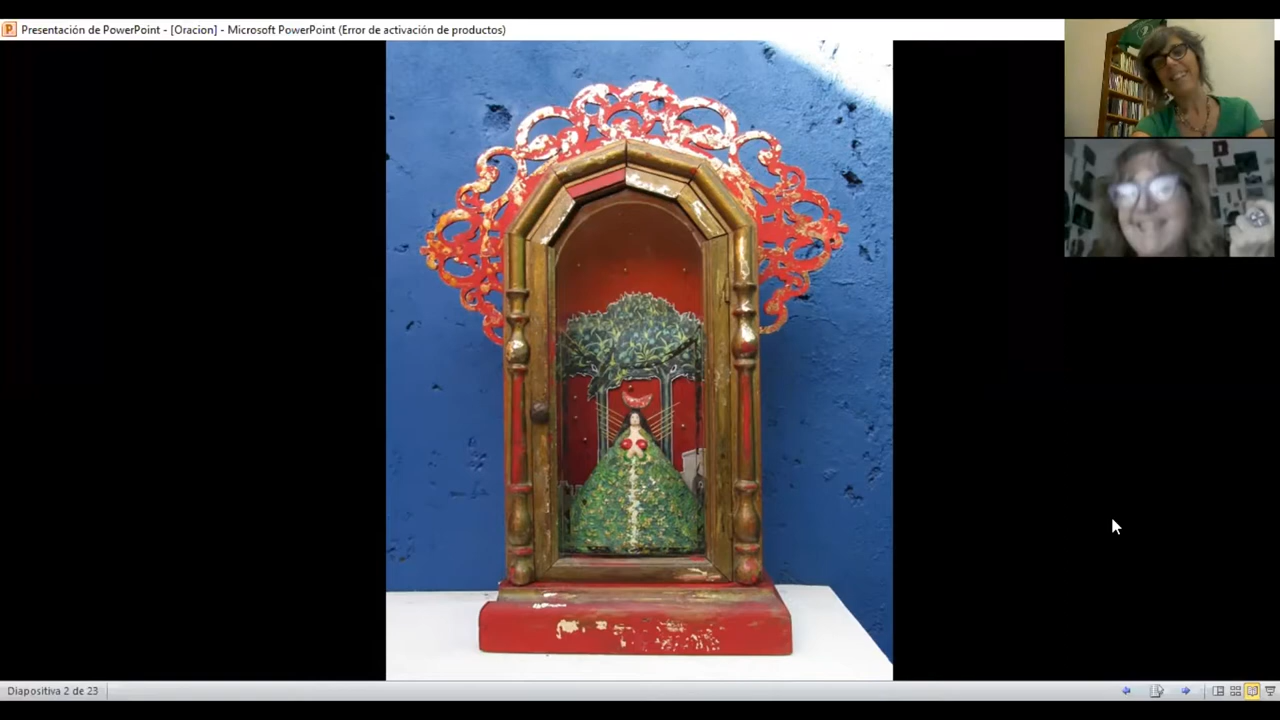 Presentación de PowerPoint - [Oracion] - Microsoft PowerPoint (Error de activación de productos)
Diapositiva 2 de 23